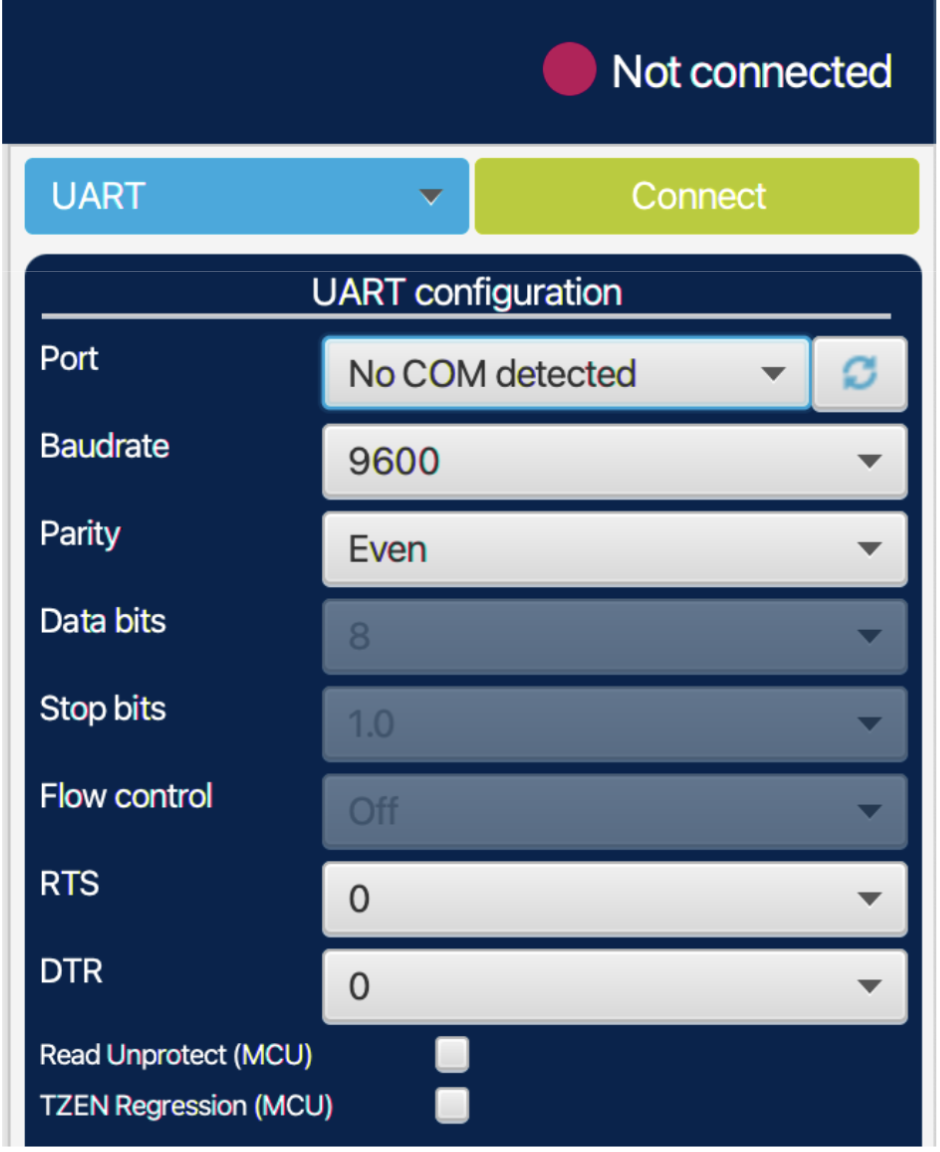 Not connected
UART Connect
UART configuration
Port No COM detected
Baudrate 9600
Parity Even
Data bits 8
Stop bits 1.0
Flow control Off
RTS 0
DTR 0
Read Unprotect (MCU)
TZEN Regression (MCU)